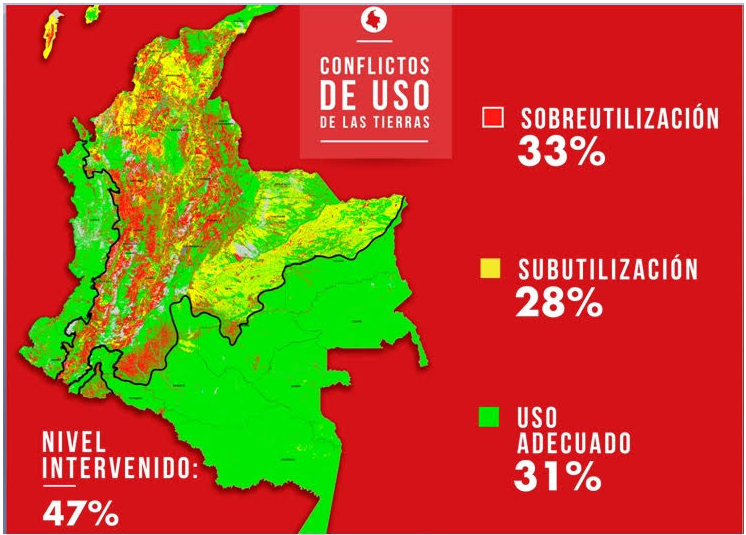 CONFLICTOS
DE USO
DE LAS TIERRAS
SOBREUTILIZACIÓN
33%
SUBUTILIZACIÓN
28%
USO
ADECUADO
31%
NIVEL
INTERVENIDO:
47%